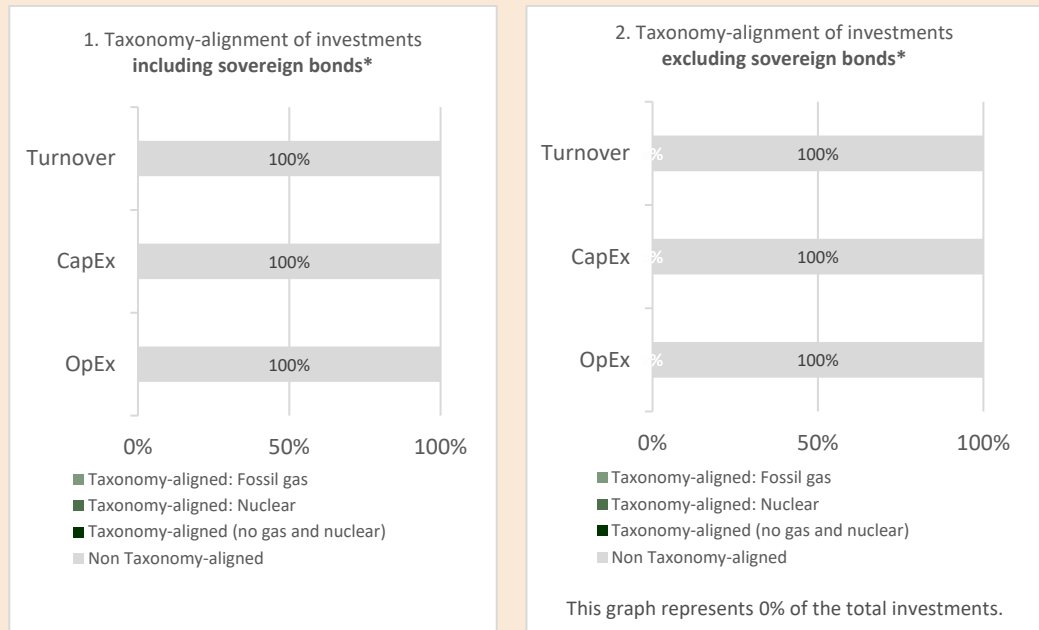 1. Taxonomy-alignment of investments
including sovereign bonds*
Turnover
100%
CapEx
100%
OpEx
100%
0% 50% 100%
Taxonomy-aligned: Fossil gas
Taxonomy-aligned: Nuclear
Taxonomy-aligned (no gas and nuclear)
Non Taxonomy-aligned
2. Taxonomy-alignment of investments
excluding sovereign bonds*
Turnover % 100%
CapEx % 100%
OpEx % 100%
0% 50% 100%
Taxonomy-aligned: Fossil gas
Taxonomy-aligned: Nuclear
Taxonomy-aligned (no gas and nuclear)
Non Taxonomy-aligned
This graph represents 0% of the total investments.